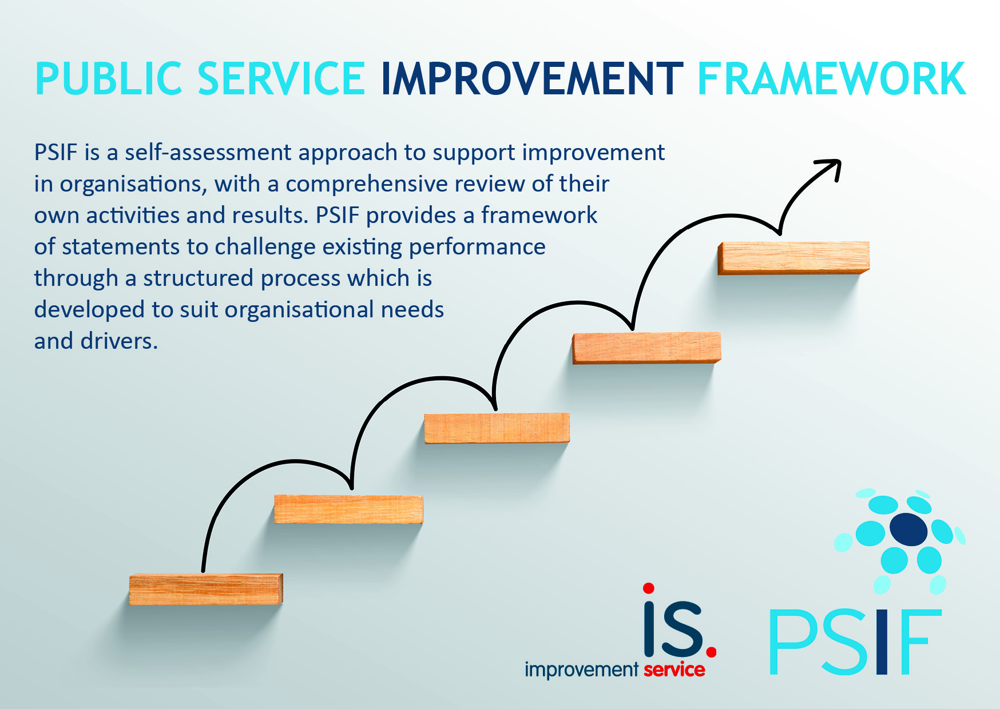 PUBLIC SERVICE IMPROVEMENT FRAMEWORK
PSIF is a self-assessment approach to support improvement
in organisations, with a comprehensive review of their
own activities and results. PSIF provides a framework
of statements to challenge existing performance
through a structured process which is
developed to suit organisational needs
and drivers.
is.
improvement service
PSIF